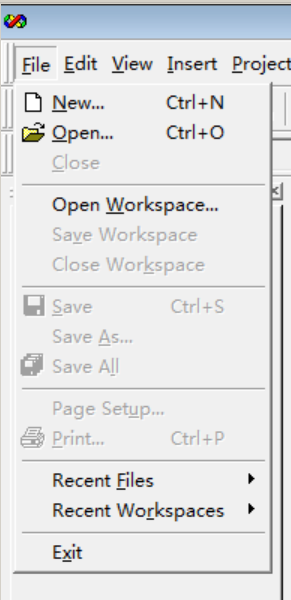 File Edit View Insert Project
New... Ctrl+N
Open... Ctrl+O
Close
Open Workspace...
Save Workspace
Close Workspace
Save Ctrl+S
Save As...
Save All
Page Setup...
Print... Ctrl+P
Recent Files
Recent Workspaces
Exit